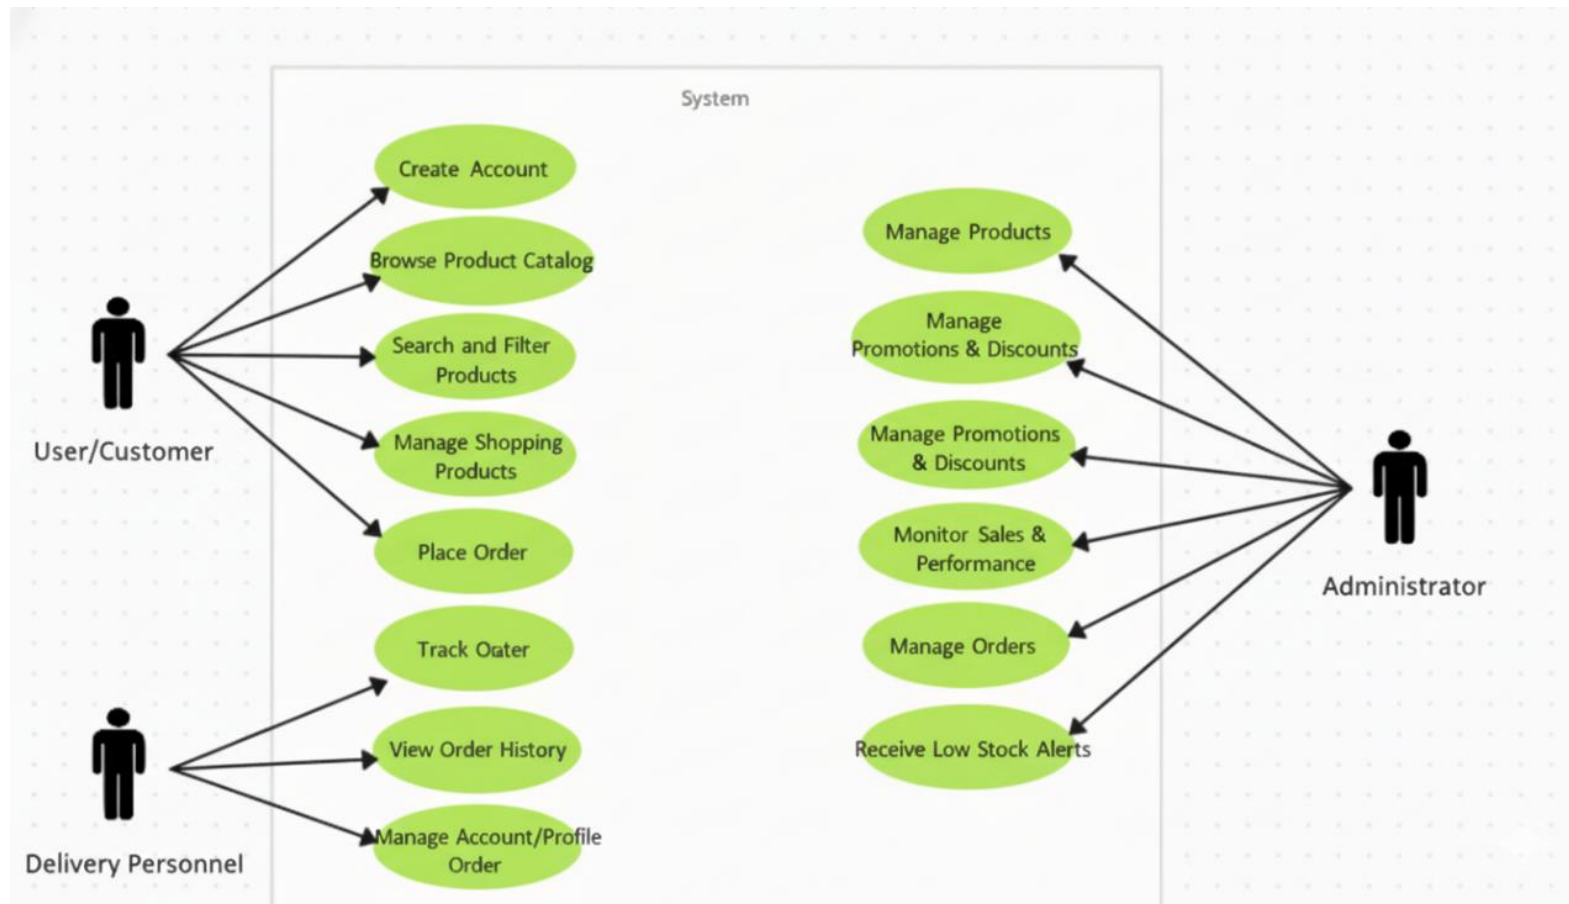 System
Create Account
Browse Product Catalog
Search and Filter
Products
Manage Shopping
Products
Place Order
Track Oıater
View Order History
Manage Account/Profile
Order
User/Customer
Delivery Personnel
Manage Products
Manage
Promotions & Discounts
Manage Promotions
& Discounts
Monitor Sales &
Performance
Manage Orders
Receive Low Stock Alerts
Administrator